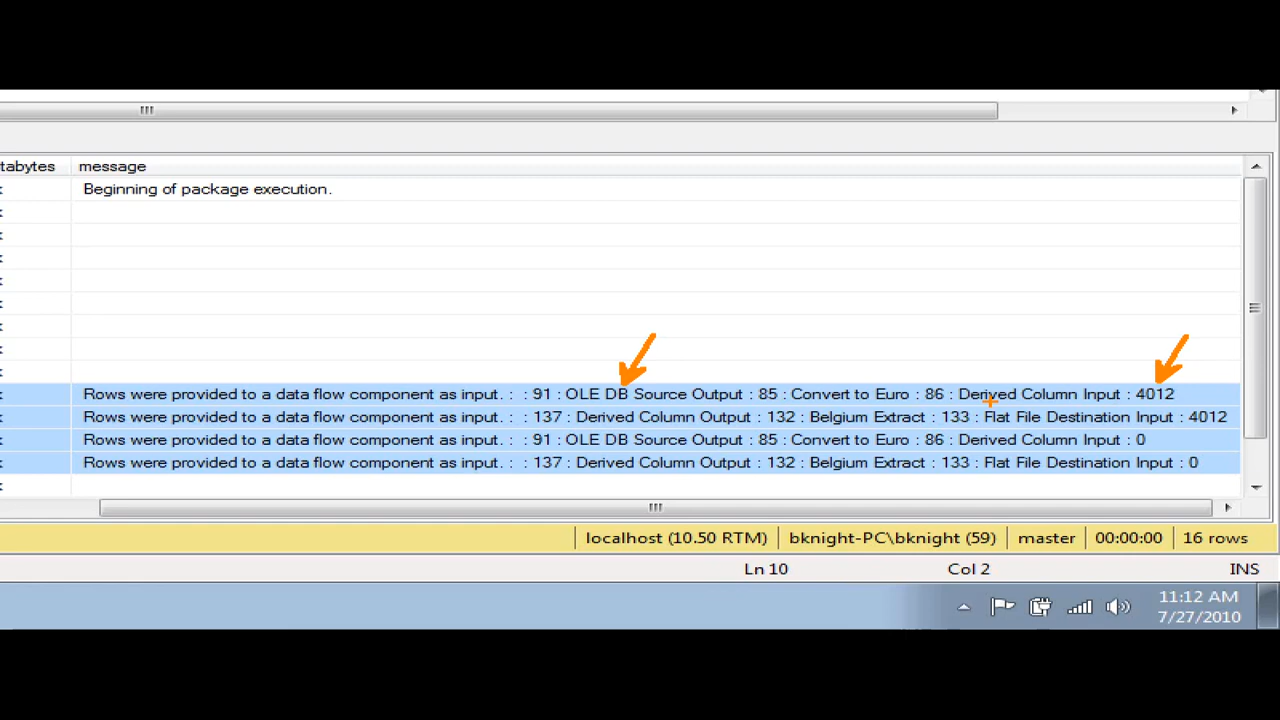 tabytes message
Beginning of package execution.
Rows were provided to a data flow component as input. : : 91 : OLE DB Source Output : 85 : Convert to Euro : 86 : Derived Column Input : 4012
Rows were provided to a data flow component as input. : : 137 : Derived Column Output : 132 : Belgium Extract : 133 : Flat File Destination Input : 4012
Rows were provided to a data flow component as input. : : 91 : OLE DB Source Output : 85 : Convert to Euro : 86 : Derived Column Input : 0
Rows were provided to a data flow component as input. : : 137 : Derived Column Output : 132 : Belgium Extract : 133 : Flat File Destination Input : 0
localhost (10.50 RTM) bknight-PC\bknight (59) master 00:00:00 16 rows
Ln 10 Col 2 INS
11:12 AM
7/27/2010